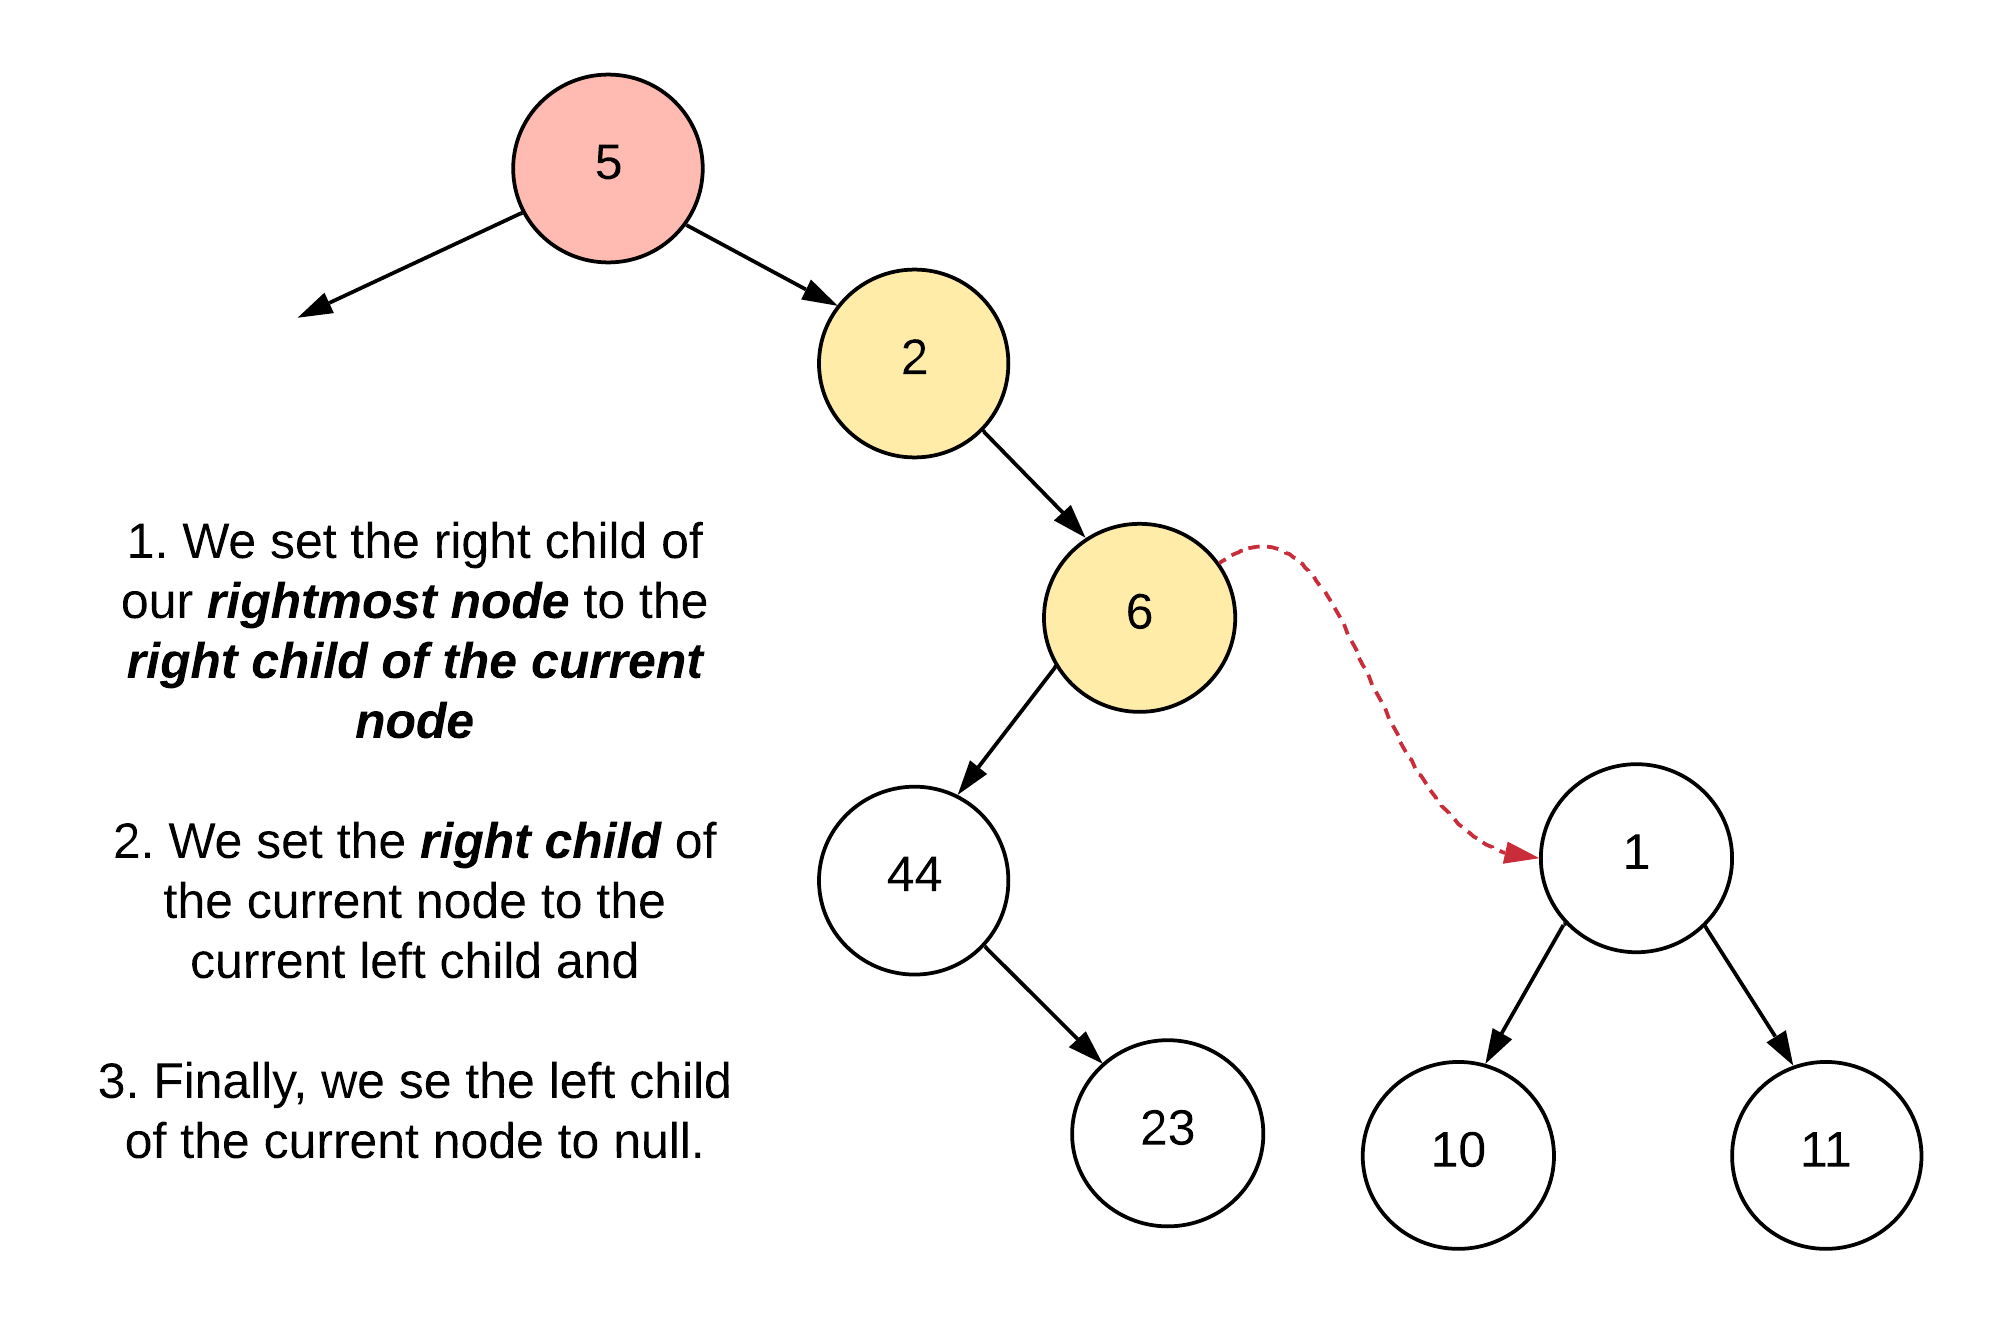 5
2
1. We set the right child of
our rightmost node to the
right child of the current
node
6
2. We set the right child of
the current node to the
current left child and
44
1
3. Finally, we se the left child
of the current node to null.
23
10
11